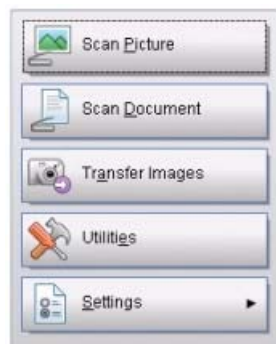 Scan Picture
Scan Document
Transfer Images
Utilities
Settings